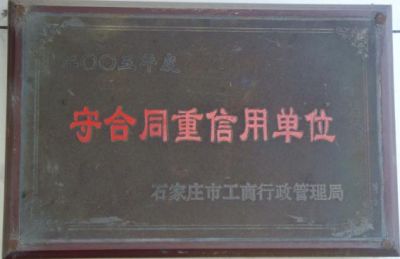 二〇〇五年度
守合同重信用单位
石家庄市工商行政管理局